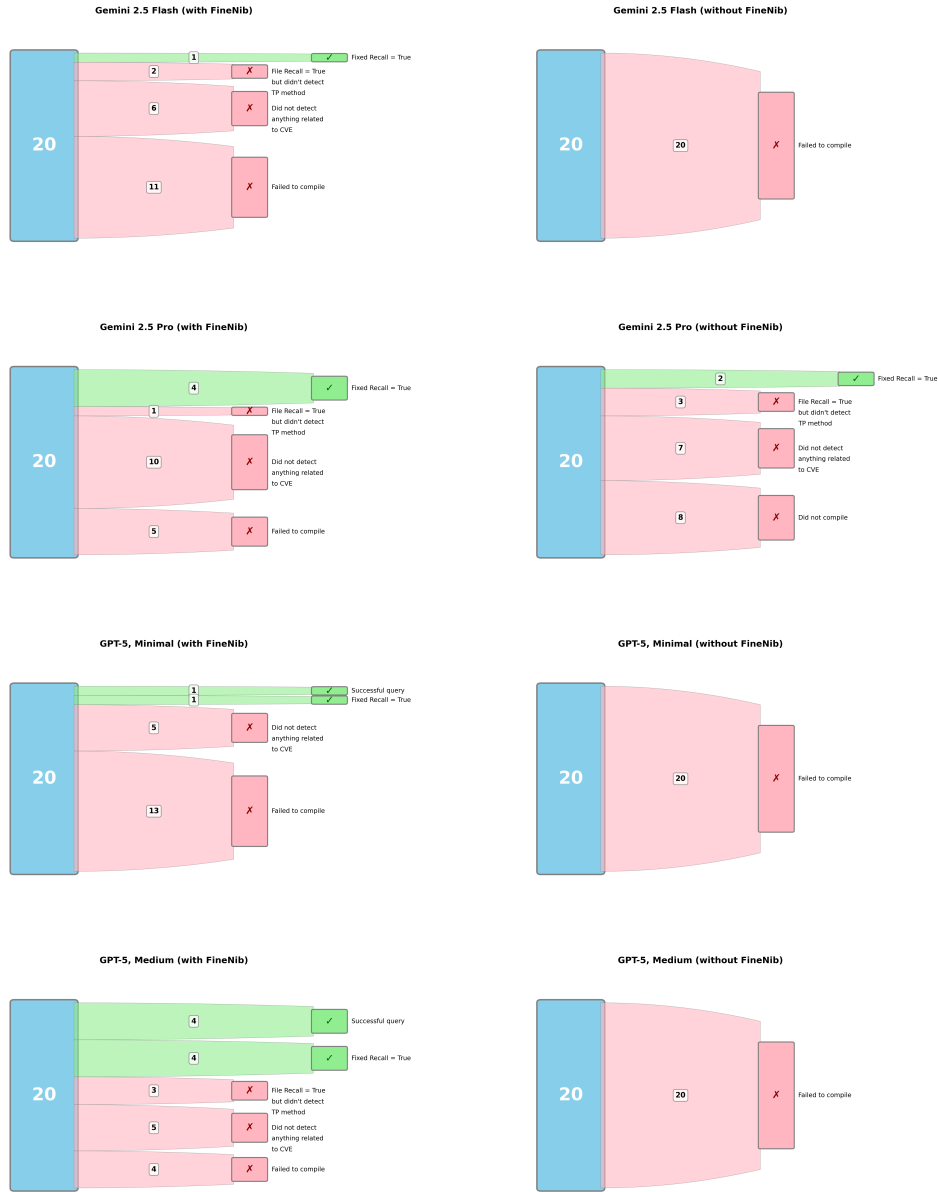 Gemini 2.5 Flash (with FineNib)
20
1
✓
Fixed Recall = True
2
✗
File Recall = True
but didn't detect
TP method
6
✗
Did not detect
anything related
to CVE
11
✗
Failed to compile
Gemini 2.5 Flash (without FineNib)
20
20
✗
Failed to compile
Gemini 2.5 Pro (with FineNib)
20
4
✓
Fixed Recall = True
1
✗
File Recall = True
but didn't detect
TP method
10
✗
Did not detect
anything related
to CVE
5
✗
Failed to compile
Gemini 2.5 Pro (without FineNib)
20
2
✓
Fixed Recall = True
3
✗
File Recall = True
but didn't detect
TP method
7
✗
Did not detect
anything related
to CVE
8
✗
Did not compile
GPT-5, Minimal (with FineNib)
20
1
✓
Successful query
1
✓
Fixed Recall = True
5
✗
Did not detect
anything related
to CVE
13
✗
Failed to compile
GPT-5, Minimal (without FineNib)
20
20
✗
Failed to compile
GPT-5, Medium (with FineNib)
20
4
✓
Successful query
4
✓
Fixed Recall = True
3
✗
File Recall = True
but didn't detect
TP method
5
✗
Did not detect
anything related
to CVE
4
✗
Failed to compile
GPT-5, Medium (without FineNib)
20
20
✗
Failed to compile